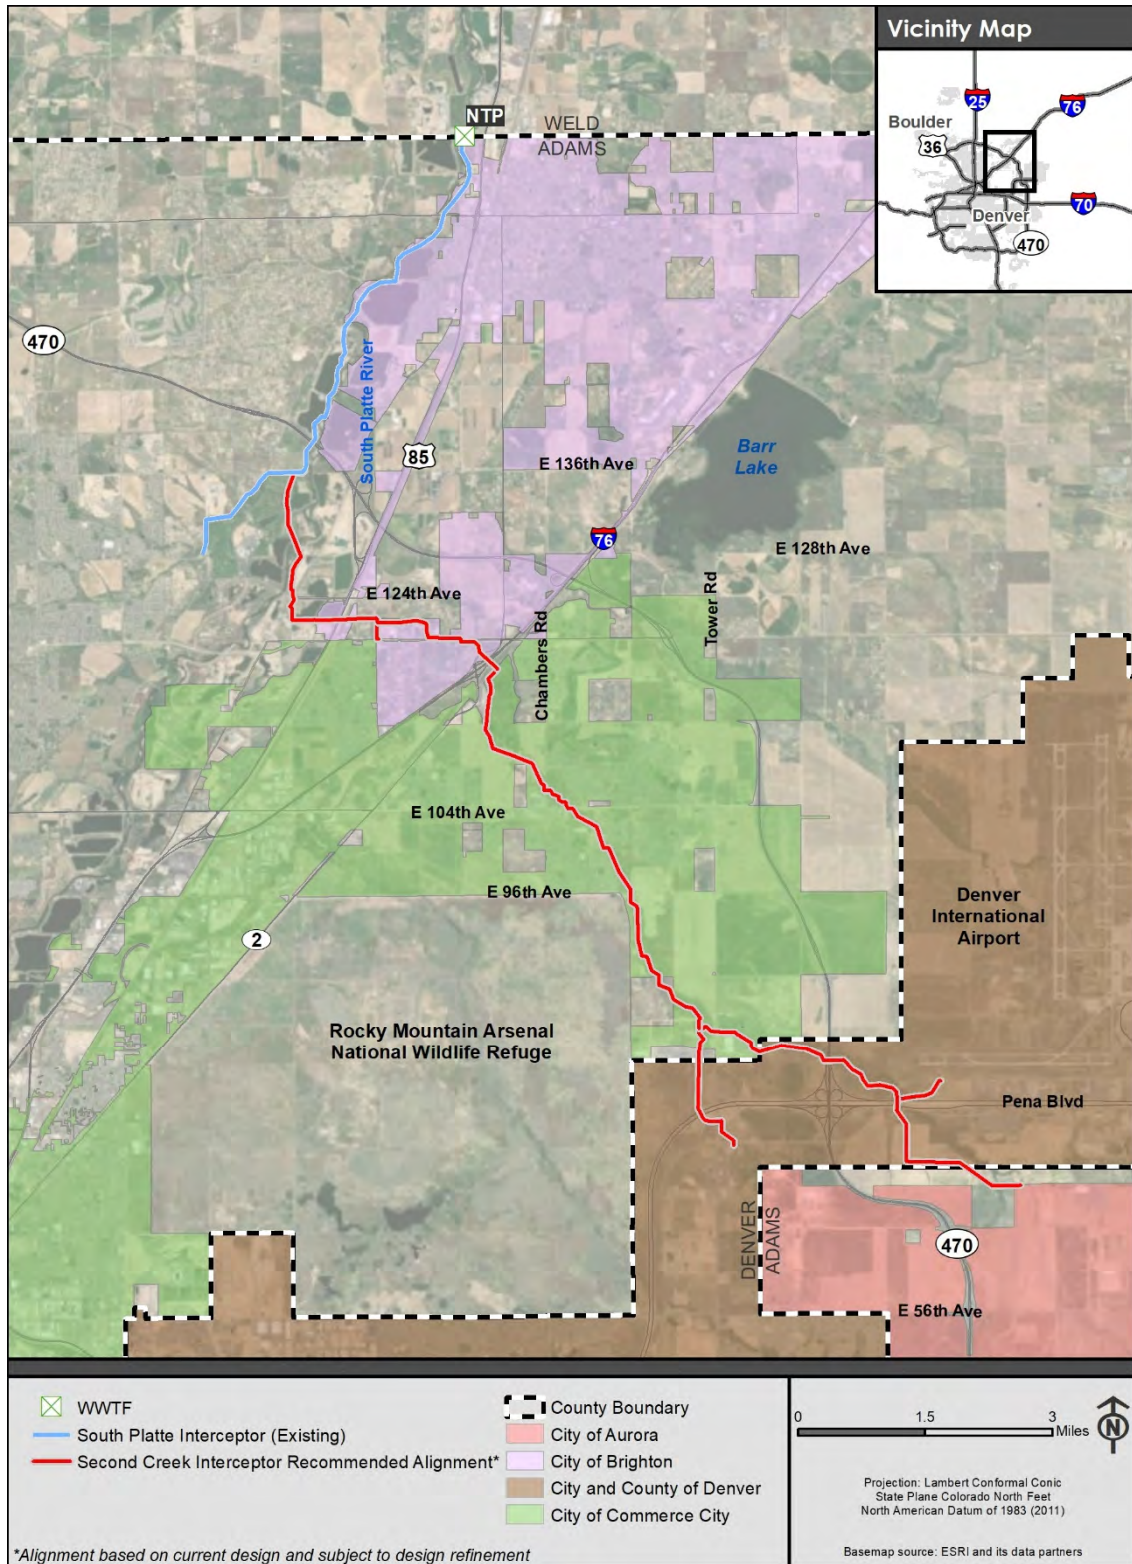 Vicinity Map
25
76
Boulder
36
70
Denver
470
NTP
WELD
ADAMS
470
South Platte River
85
Barr
Lake
E 136th Ave
76
E 128th Ave
E 124th Ave
Tower Rd
Chambers Rd
E 104th Ave
E 96th Ave
2
Denver
International
Airport
Rocky Mountain Arsenal
National Wildlife Refuge
Pena Blvd
DENVER
ADAMS
470
E 56th Ave
WWTF
South Platte Interceptor (Existing)
Second Creek Interceptor Recommended Alignment*
*Alignment based on current design and subject to design refinement
County Boundary
City of Aurora
City of Brighton
City and County of Denver
City of Commerce City
0 1.5 3
Miles
N
Projection: Lambert Conformal Conic
State Plane Colorado North Feet
North American Datum of 1983 (2011)
Basemap source: ESRI and its data partners